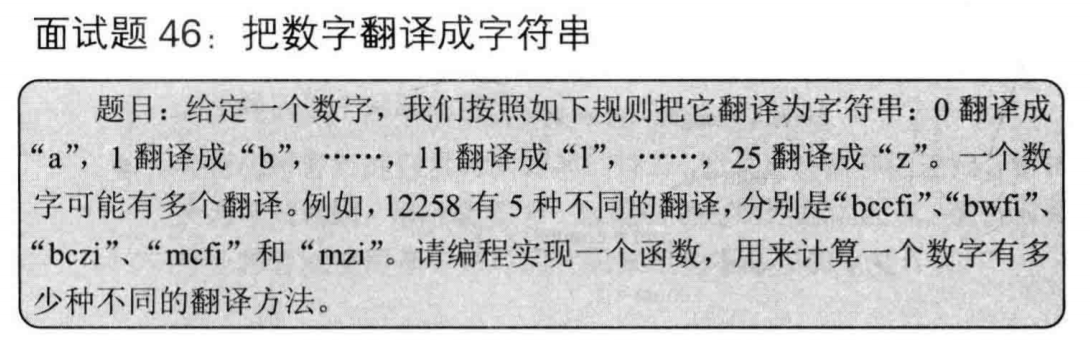 面试题 46：把数字翻译成字符串
题目：给定一个数字，我们按照如下规则把它翻译为字符串：0 翻译成
“a”，1 翻译成“b”，……，11 翻译成“l”，……，25 翻译成“z”。一个数
字可能有多个翻译。例如，12258 有 5 种不同的翻译，分别是“bccfi”、“bwfi”、
“bczi”、“mcfi”和“mzi”。请编程实现一个函数，用来计算一个数字有多
少种不同的翻译方法。